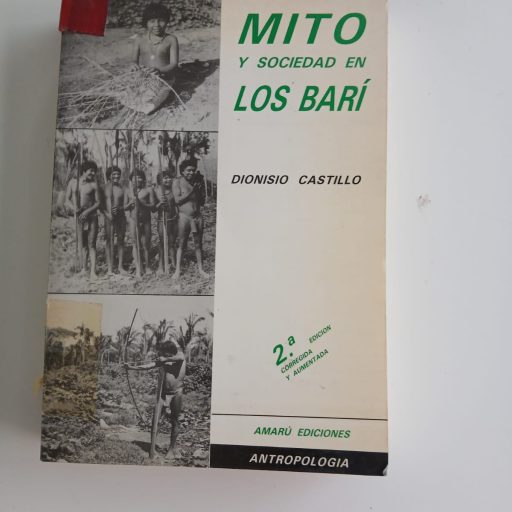 MITO
Y SOCIEDAD EN
LOS BARÍ
DIONISIO CASTILLO
2.ª EDICION
CORREGIDA
Y AUMENTADA
AMARÚ EDICIONES
ANTROPOLOGIA